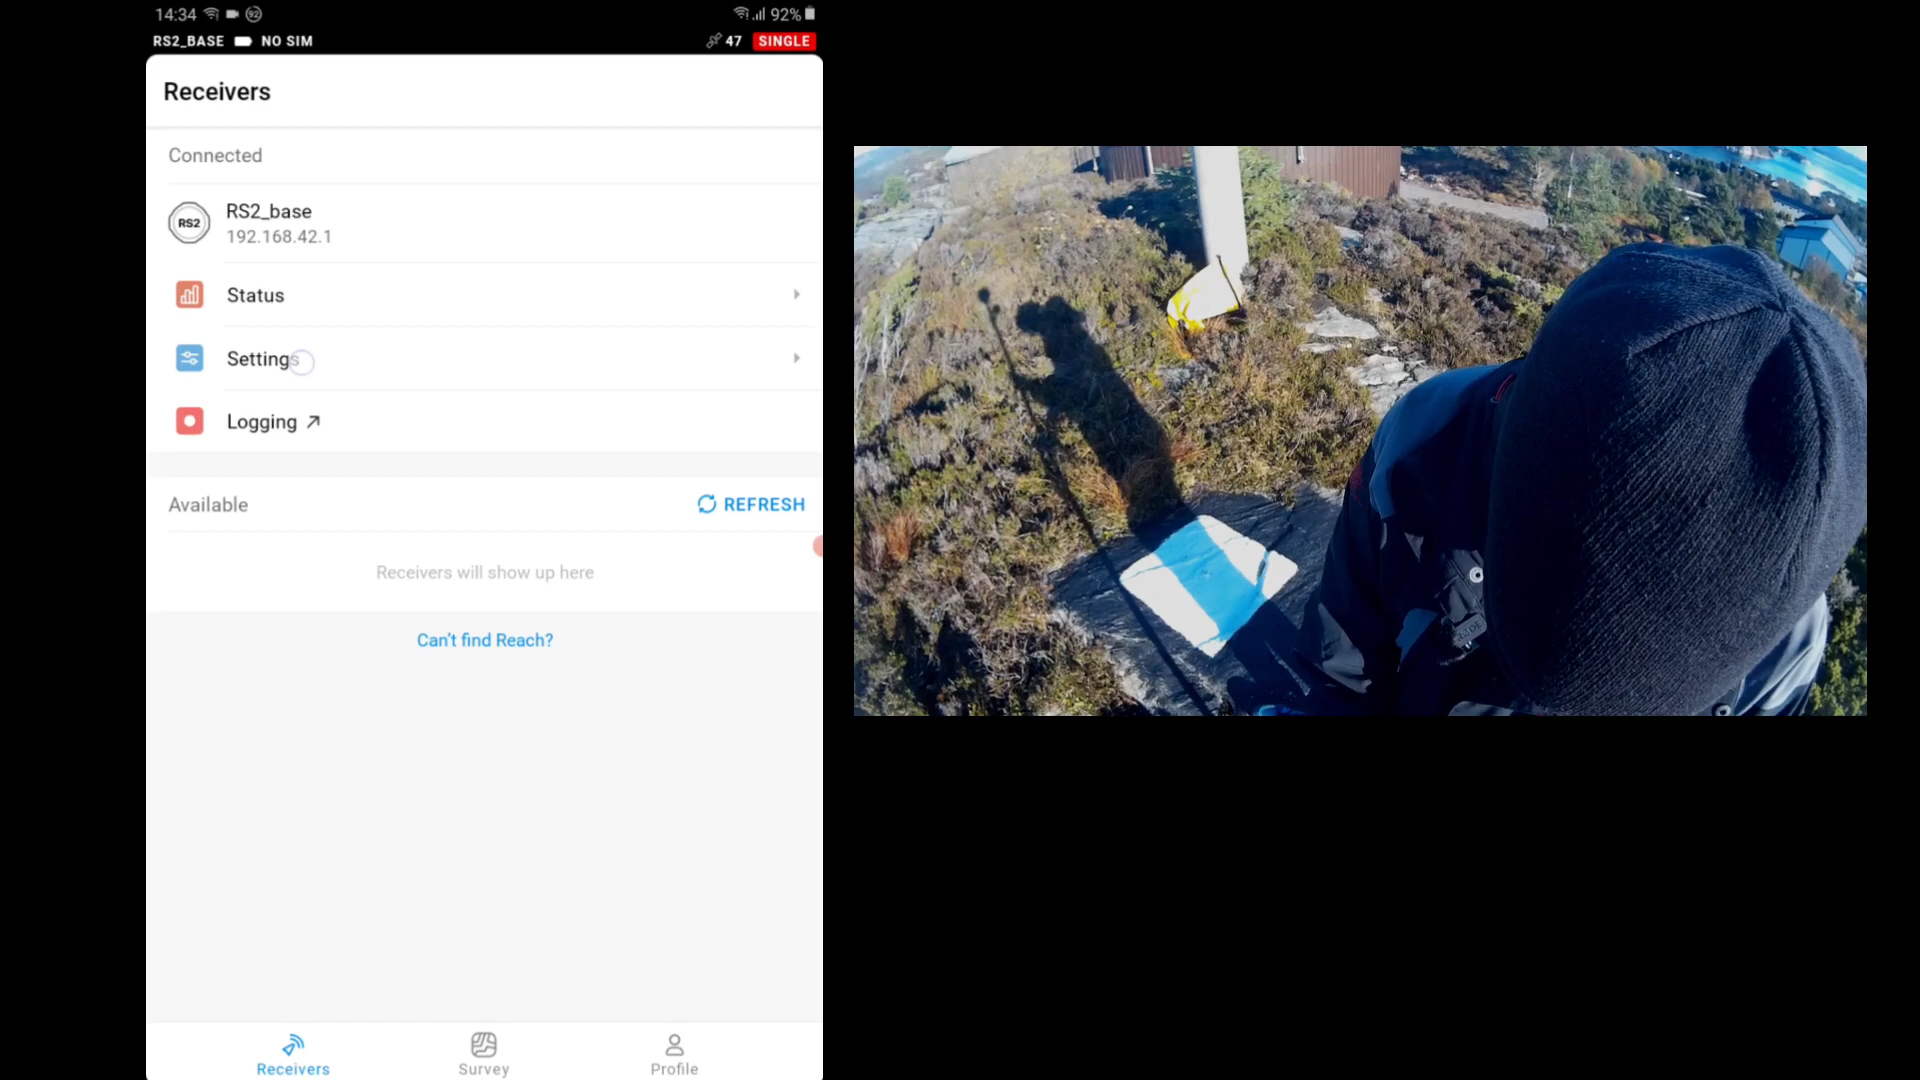 14:34 92 92%
RS2_BASE NO SIM 47 SINGLE
Receivers
Connected
RS2
RS2_base
192.168.42.1
Status
Settings
Logging
Available REFRESH
Receivers will show up here
Can't find Reach?
Receivers Survey Profile